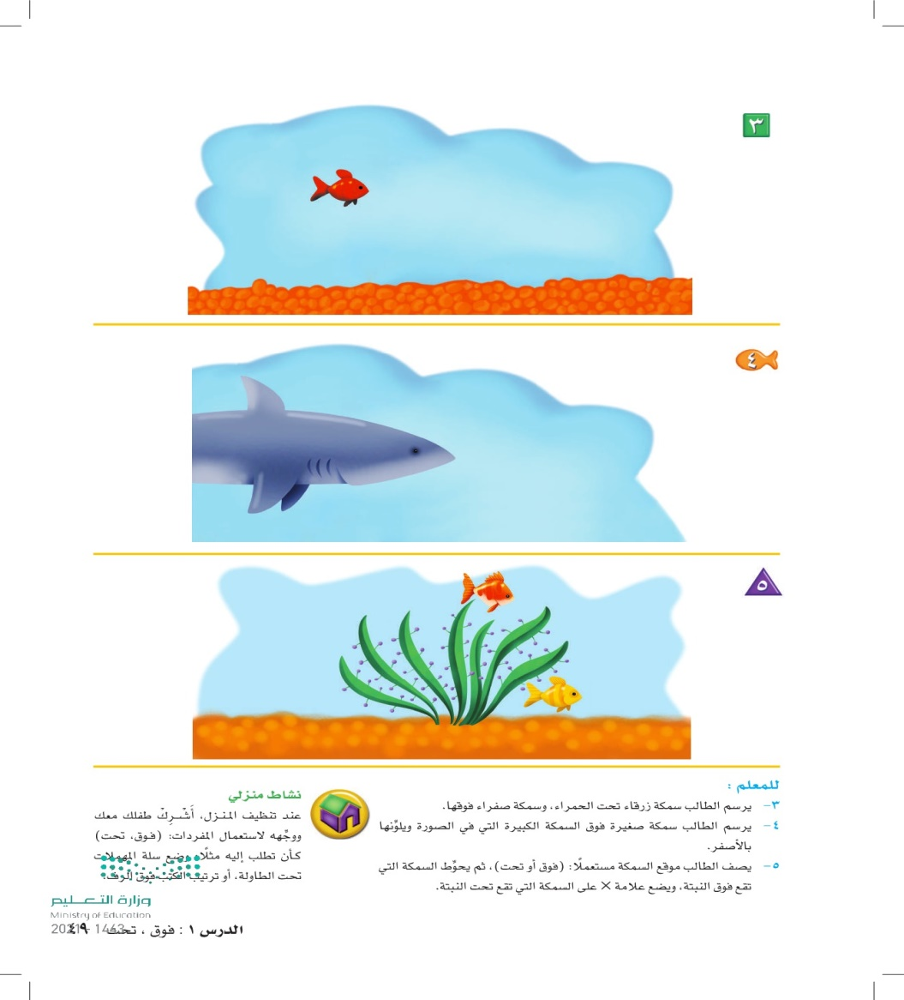 ٣
٤
٥
للمعلم :
٣- يرسم الطالب سمكة زرقاء تحت الحمراء، وسمكة صفراء فوقها.
٤- يرسم الطالب سمكة صغيرة فوق السمكة الكبيرة التي في الصورة ويلوِّنها
بالأصفر.
٥- يصف الطالب موقع السمكة مستعملًا: (فوق أو تحت)، ثم يحوِّط السمكة التي
تقع فوق النبتة، ويضع علامة × على السمكة التي تقع تحت النبتة.
نشاط منزلي
عند تنظيف المنزل، أَشْرِكْ طفلك معك
ووجِّهه لاستعمال المفردات: (فوق، تحت)
كأن تطلب إليه مثلًا وضع سلة المهملات
تحت الطاولة، أو ترتيب الكتب فوق الرف.
وزارة التعـــليم
Ministry of Education
2021 - 1443
الدرس ١ : فوق ، تحت ٤٩